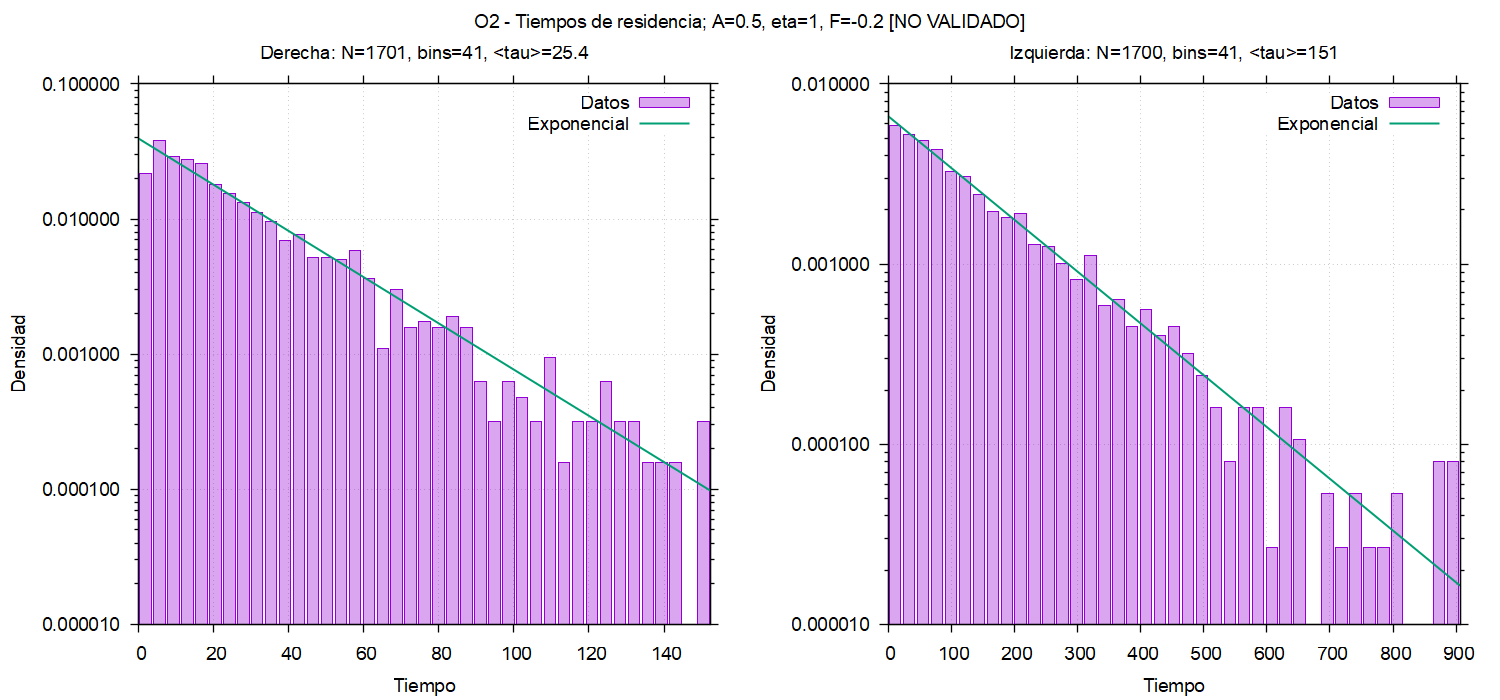 O2 - Tiempos de residencia; A=0.5, eta=1, F=-0.2 [NO VALIDADO]
Derecha: N=1701, bins=41, <tau>=25.4
0.100000
0.010000
0.001000
0.000100
0.000010
Densidad
Datos
Exponencial
0 20 40 60 80 100 120 140
Tiempo
Izquierda: N=1700, bins=41, <tau>=151
0.010000
0.001000
0.000100
0.000010
Densidad
Datos
Exponencial
0 100 200 300 400 500 600 700 800 900
Tiempo